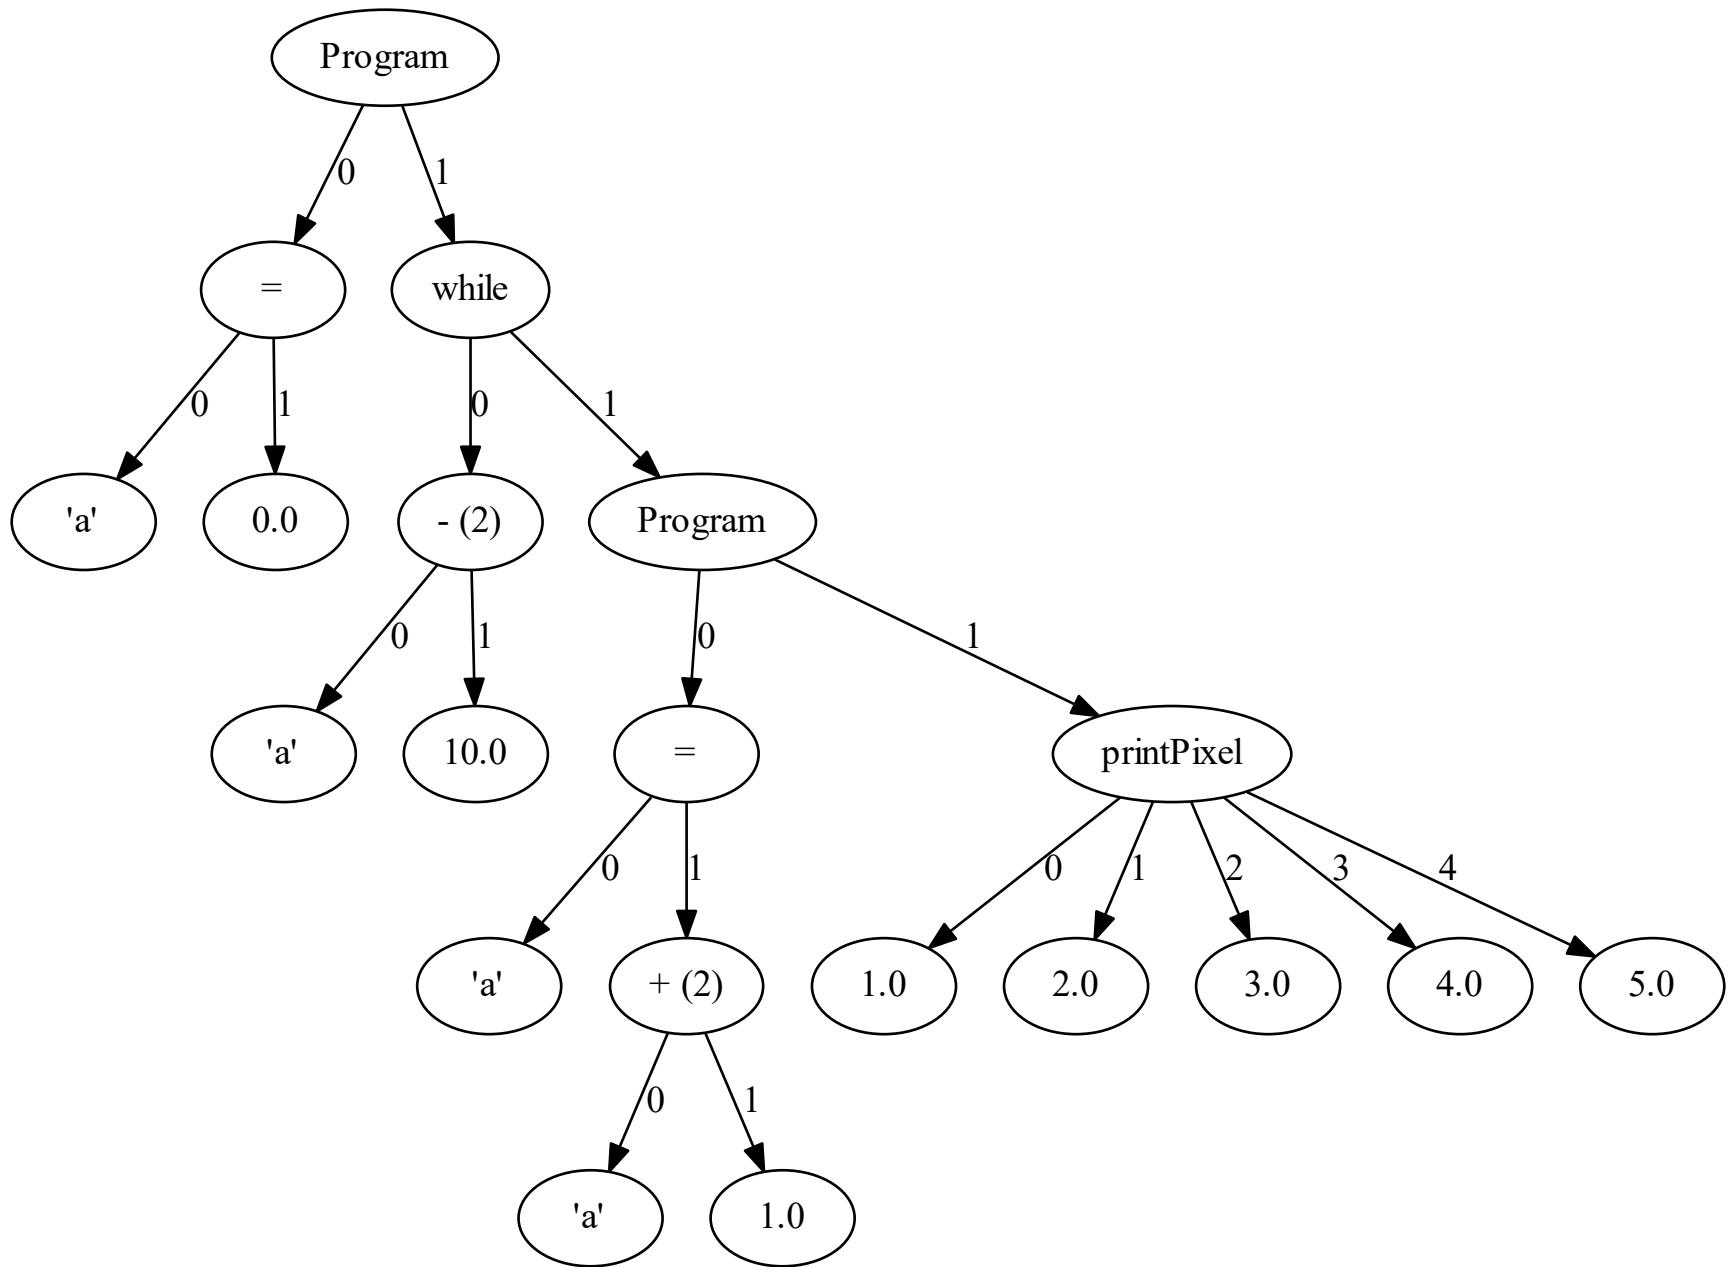 Program
0 1
= while
0 1 0 1
'a' 0.0 - (2) Program
0 1 0 1
'a' 10.0 = printPixel
0 1 0 1 2 3 4
'a' + (2) 1.0 2.0 3.0 4.0 5.0
0 1
'a' 1.0